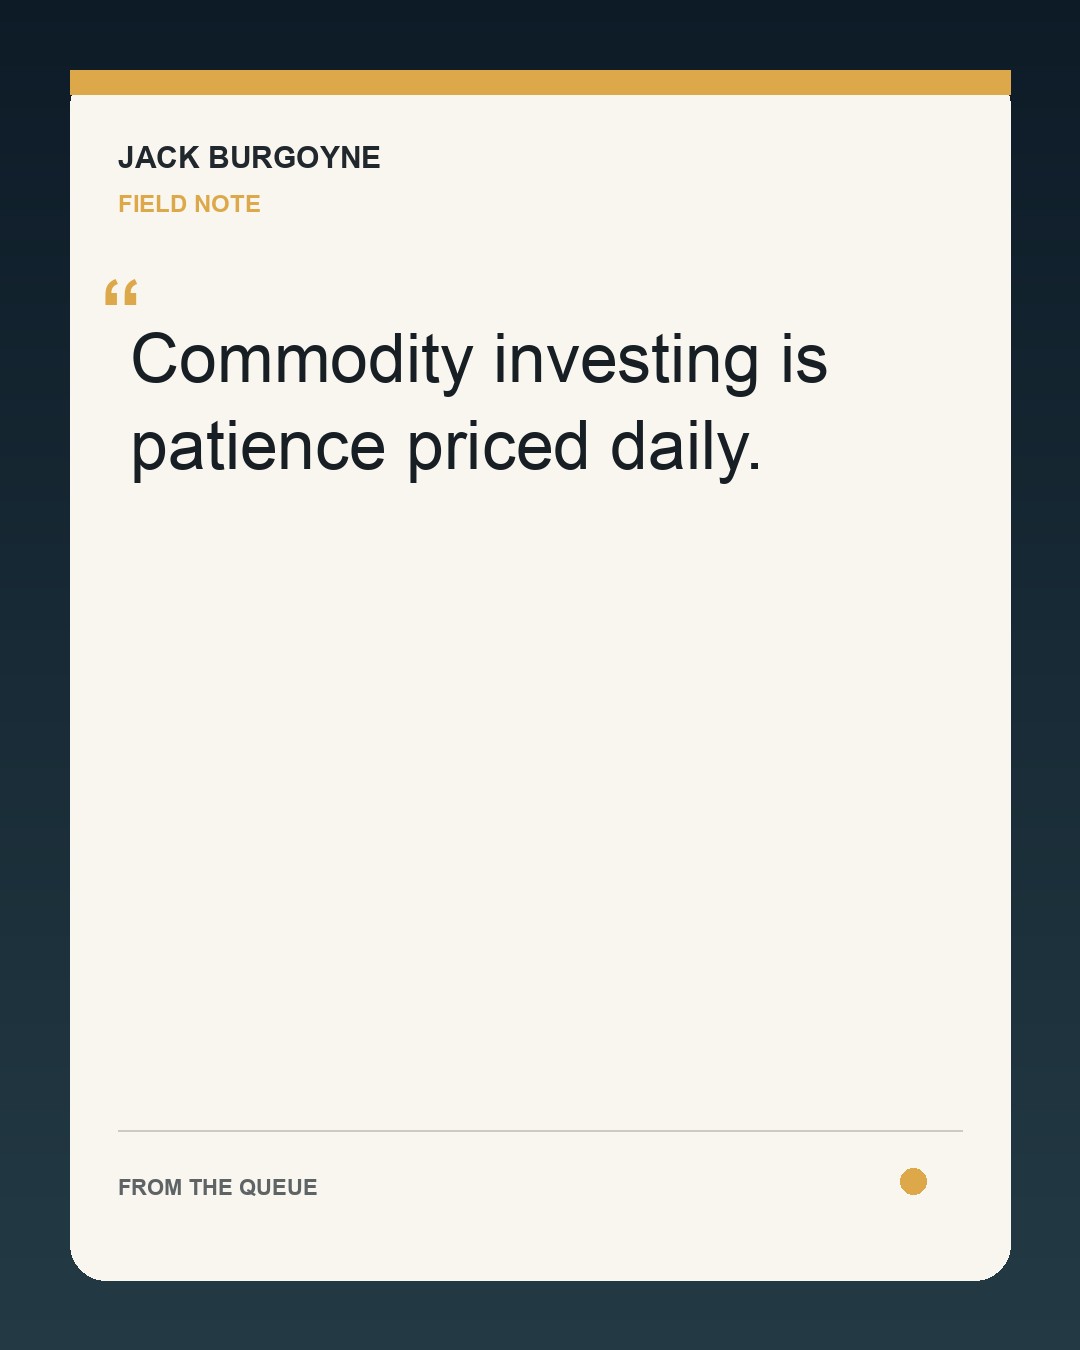 JACK BURGOYNE
FIELD NOTE
“
Commodity investing is
patience priced daily.
FROM THE QUEUE